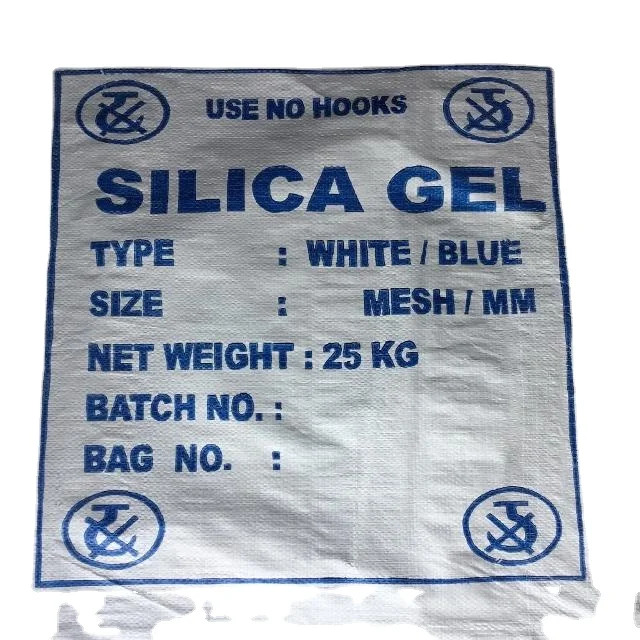 USE NO HOOKS
SILICA GEL
TYPE : WHITE / BLUE
SIZE : MESH / MM
NET WEIGHT : 25 KG
BATCH NO. :
BAG NO. :